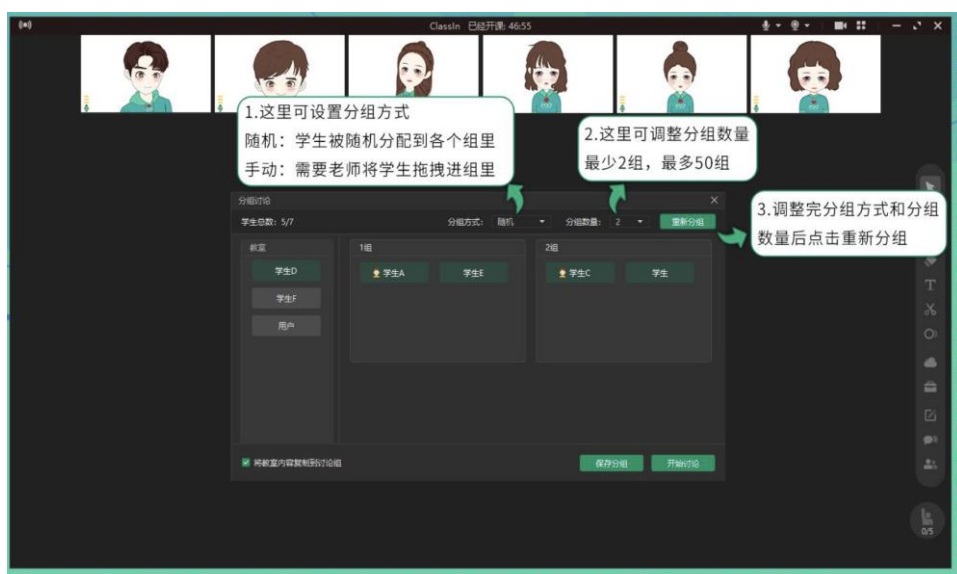 ClassIn 已经开课: 46:55
1.这里可设置分组方式
随机：学生被随机分配到各个组里
手动：需要老师将学生拖拽进组里
2.这里可调整分组数量
最少2组，最多50组
3.调整完分组方式和分组
数量后点击重新分组
分组讨论
学生总数: 5/7
分组方式: 随机
分组数量: 2
重新分组
教室
学生D
学生F
用户
1组
学生A
学生E
2组
学生C
学生
将教室内容复制到讨论组
保存分组
开始讨论
T
0/5